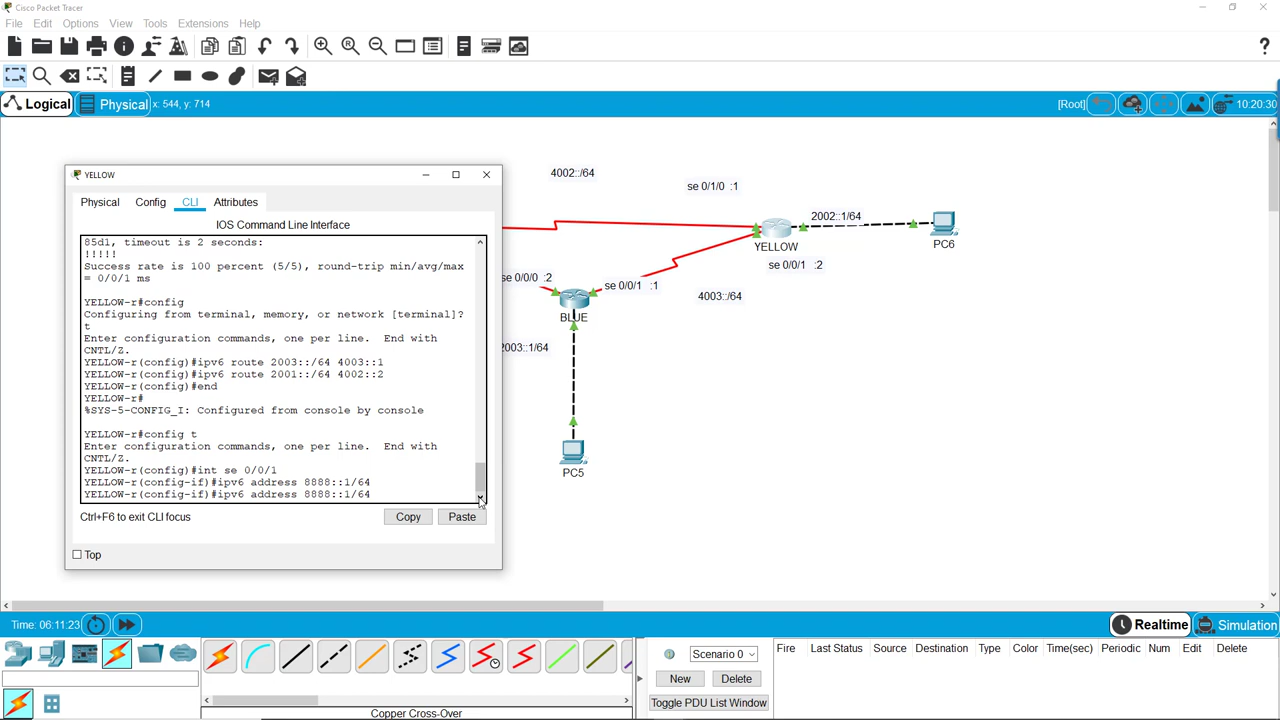 Cisco Packet Tracer
File Edit Options View Tools Extensions Help
?
Logical Physical x: 544, y: 714 [Root] 10:20:30
4002::/64
YELLOW
se 0/1/0 :1
Physical Config CLI Attributes
2002::1/64
IOS Command Line Interface
YELLOW
PC6
85d1, timeout is 2 seconds:
!!!!!
Success rate is 100 percent (5/5), round-trip min/avg/max
= 0/0/1 ms
se 0/0/1 :2
se 0/0/0 :2
se 0/0/1 :1
4003::/64
BLUE
2003::1/64
YELLOW-r#config
Configuring from terminal, memory, or network [terminal]?
t
Enter configuration commands, one per line. End with
CNTL/Z.
YELLOW-r(config)#ipv6 route 2003::/64 4003::1
YELLOW-r(config)#ipv6 route 2001::/64 4002::2
YELLOW-r(config)#end
YELLOW-r#
%SYS-5-CONFIG_I: Configured from console by console
YELLOW-r#config t
Enter configuration commands, one per line. End with
CNTL/Z.
YELLOW-r(config)#int se 0/0/1
YELLOW-r(config-if)#ipv6 address 8888::1/64
YELLOW-r(config-if)#ipv6 address 8888::1/64
PC5
Ctrl+F6 to exit CLI focus Copy Paste
Top
Time: 06:11:23 Realtime Simulation
Scenario 0 Fire Last Status Source Destination Type Color Time(sec) Periodic Num Edit Delete
New Delete
Toggle PDU List Window
Copper Cross-Over